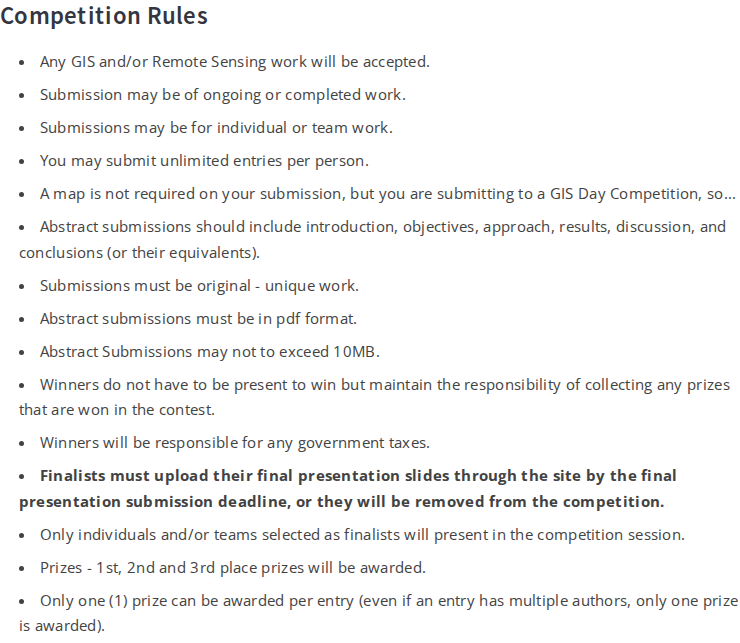 Competition Rules
• Any GIS and/or Remote Sensing work will be accepted.
• Submission may be of ongoing or completed work.
• Submissions may be for individual or team work.
• You may submit unlimited entries per person.
• A map is not required on your submission, but you are submitting to a GIS Day Competition, so...
• Abstract submissions should include introduction, objectives, approach, results, discussion, and
conclusions (or their equivalents).
• Submissions must be original - unique work.
• Abstract submissions must be in pdf format.
• Abstract Submissions may not to exceed 10MB.
• Winners do not have to be present to win but maintain the responsibility of collecting any prizes
that are won in the contest.
• Winners will be responsible for any government taxes.
• Finalists must upload their final presentation slides through the site by the final
presentation submission deadline, or they will be removed from the competition.
• Only individuals and/or teams selected as finalists will present in the competition session.
• Prizes - 1st, 2nd and 3rd place prizes will be awarded.
• Only one (1) prize can be awarded per entry (even if an entry has multiple authors, only one prize
is awarded).